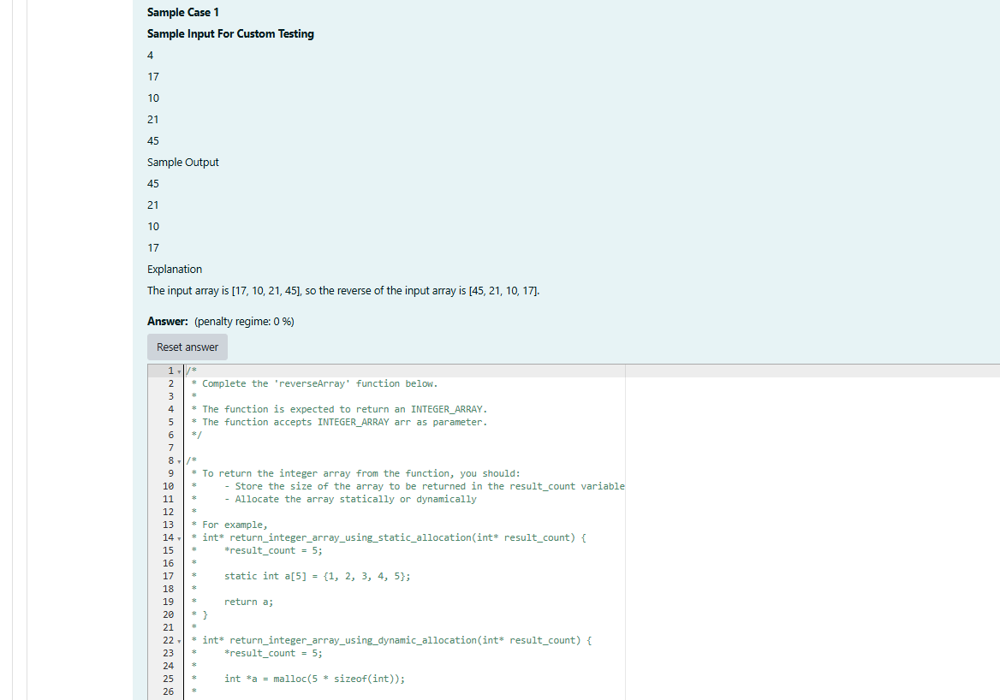 Sample Case 1
Sample Input For Custom Testing
4
17
10
21
45
Sample Output
45
21
10
17
Explanation
The input array is [17, 10, 21, 45], so the reverse of the input array is [45, 21, 10, 17].
Answer: (penalty regime: 0 %)
Reset answer
1 /*
2  * Complete the 'reverseArray' function below.
3  *
4  * The function is expected to return an INTEGER_ARRAY.
5  * The function accepts INTEGER_ARRAY arr as parameter.
6  */
7
8 /*
9  * To return the integer array from the function, you should:
10  *     - Store the size of the array to be returned in the result_count variable
11  *     - Allocate the array statically or dynamically
12  *
13  * For example,
14  * int* return_integer_array_using_static_allocation(int* result_count) {
15  *     *result_count = 5;
16  *
17  *     static int a[5] = {1, 2, 3, 4, 5};
18  *
19  *     return a;
20  * }
21  *
22  * int* return_integer_array_using_dynamic_allocation(int* result_count) {
23  *     *result_count = 5;
24  *
25  *     int *a = malloc(5 * sizeof(int));
26  *